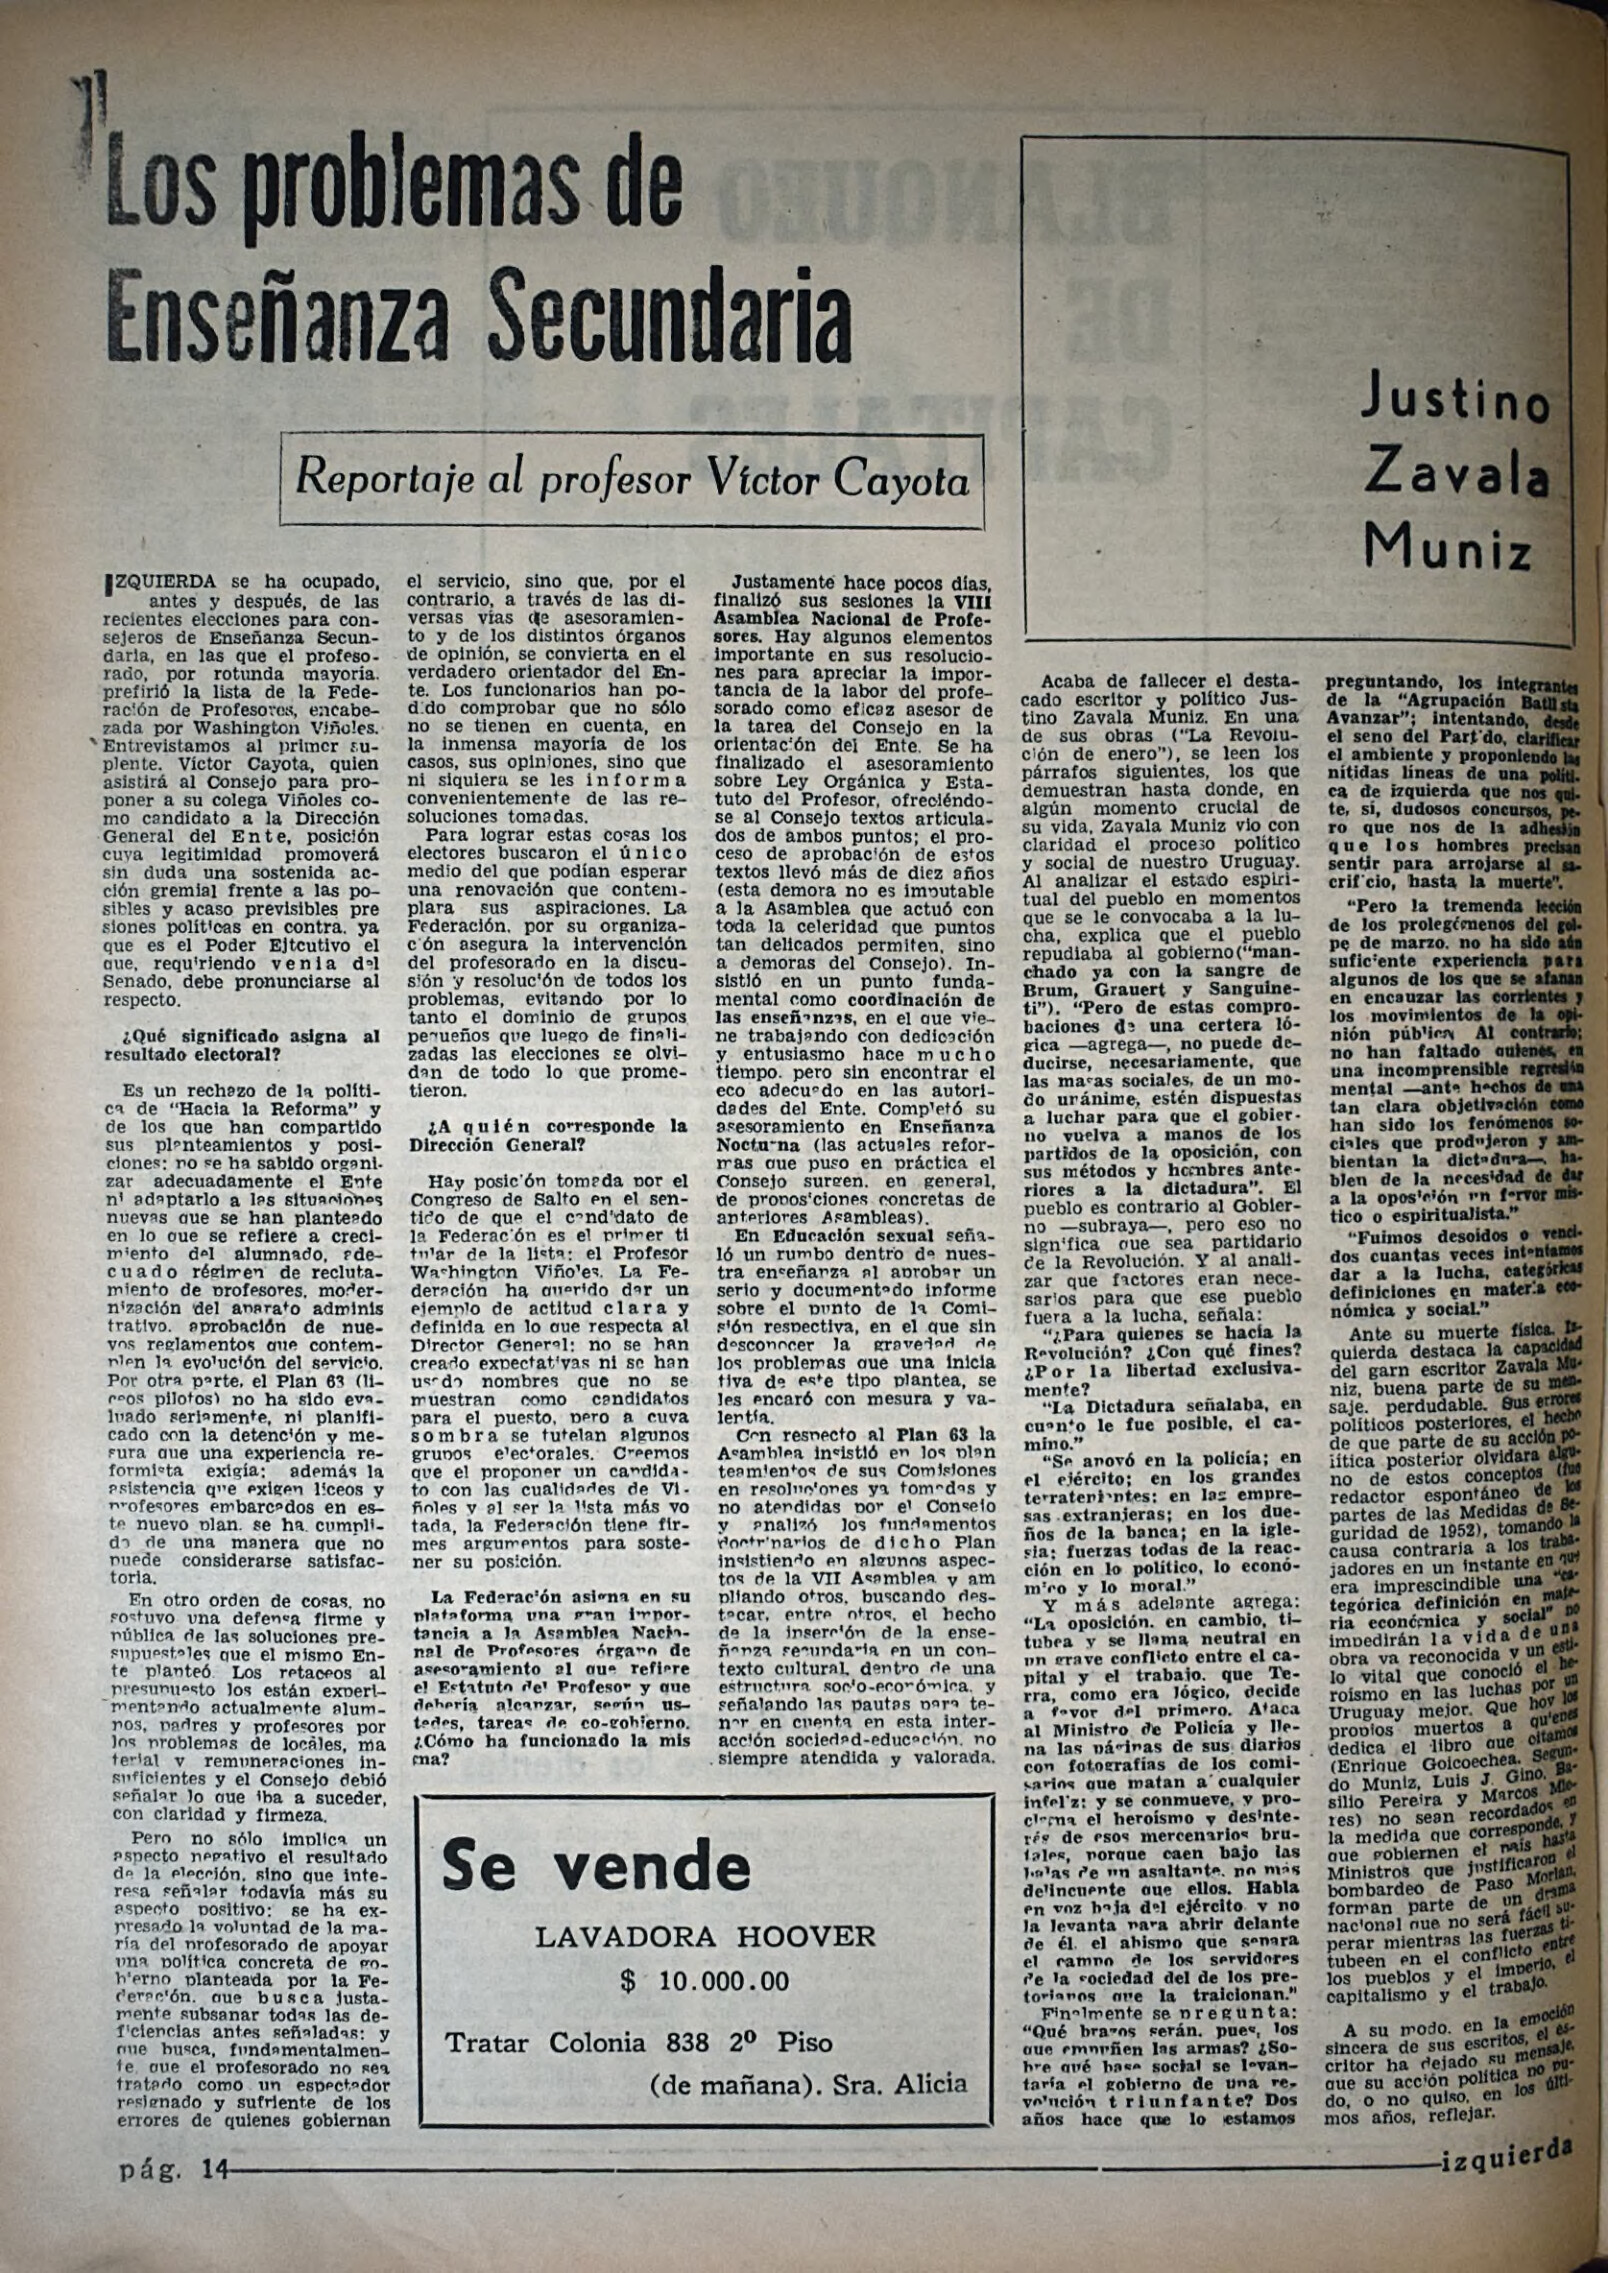 Los problemas de
Enseñanza Secundaria
Reportaje al profesor Víctor Cayota
IZQUIERDA se ha ocupado,
antes y después, de las
recientes elecciones para con-
sejeros de Enseñanza Secun-
daria, en las que el profeso-
rado, por rotunda mayoría,
prefirió la lista de la Fede-
ración de Profesores, encabe-
zada por Washington Viñoles.
Entrevistamos al primer su-
plente. Víctor Cayota, quien
asistirá al Consejo para pro-
poner a su colega Viñoles co-
mo candidato a la Dirección
General del Ente, posición
cuya legitimidad promoverá
sin duda una sostenida ac-
ción gremial frente a las po-
sibles y acaso previsibles pre
siones políticas en contra. ya
que es el Poder Ejtcutivo el
que, requiriendo venia del
Senado, debe pronunciarse al
respecto.
¿Qué significado asigna al
resultado electoral?
Es un rechazo de la políti-
ca de "Hacia la Reforma" y
de los que han compartido
sus planteamientos y posi-
ciones: no se ha sabido organi-
zar adecuadamente el Ente
ni adaptarlo a las situaciones
nuevas que se han planteado
en lo que se refiere a creci-
miento del alumnado, ade-
cuado régimen de recluta-
miento de profesores, moder-
nización del aparato adminis
trativo. aprobación de nue-
vos reglamentos que contem-
plen la evolución del servicio.
Por otra parte, el Plan 63 (li-
ceos pilotos) no ha sido eva-
luado seriamente, ni planifi-
cado con la detención y me-
sura que una experiencia re-
formista exigía; además la
asistencia que exigen liceos y
profesores embarcados en es-
te nuevo plan. se ha cumpli-
do de una manera que no
puede considerarse satisfac-
toria.
En otro orden de cosas, no
sostuvo una defensa firme y
pública de las soluciones pre-
supuestales que el mismo En-
te planteó. Los retaceos al
presupuesto los están experi-
mentando actualmente alum-
nos, padres y profesores por
los problemas de locales, ma
terial y remuneraciones in-
suficientes y el Consejo debió
señalar lo que iba a suceder,
con claridad y firmeza.
Pero no sólo implica un
aspecto negativo el resultado
de la elección, sino que inte-
resa señalar todavía más su
aspecto positivo: se ha ex-
presado la voluntad de la ma-
ría del profesorado de apoyar
una política concreta de go-
bierno planteada por la Fe-
deración. que busca justa-
mente subsanar todas las de-
ficiencias antes señaladas: y
que busca, fundamentalmen-
te, que el profesorado no sea
tratado como un espectador
resignado y sufriente de los
errores de quienes gobiernan
el servicio, sino que, por el
contrario, a través de las di-
versas vías de asesoramien-
to y de los distintos órganos
de opinión, se convierta en el
verdadero orientador del En-
te. Los funcionarios han po-
dido comprobar que no sólo
no se tienen en cuenta, en
la inmensa mayoría de los
casos, sus opiniones, sino que
ni siquiera se les informa
convenientemente de las re-
soluciones tomadas.
Para lograr estas cosas los
electores buscaron el único
medio del que podían esperar
una renovación que contem-
plara sus aspiraciones. La
Federación. por su organiza-
ción asegura la intervención
del profesorado en la discu-
sión y resolución de todos los
problemas, evitando por lo
tanto el dominio de grupos
pequeños que luego de finali-
zadas las elecciones se olvi-
dan de todo lo que prome-
tieron.
¿A quién corresponde la
Dirección General?
Hay posición tomada por el
Congreso de Salto en el sen-
tido de que el candidato de
la Federación es el primer ti
tular de la lista: el Profesor
Washington Viñoles. La Fe-
deración ha querido dar un
ejemplo de actitud clara y
definida en lo que respecta al
Director General: no se han
creado expectativas ni se han
usado nombres que no se
muestran como candidatos
para el puesto, pero a cuya
sombra se tutelan algunos
grupos electorales. Creemos
que el proponer un candida-
to con las cualidades de Vi-
ñoles y al ser la lista más vo
tada, la Federación tiene fir-
mes argumentos para soste-
ner su posición.
La Federación asigna en su
plataforma una gran impor-
tancia a la Asamblea Nacio-
nal de Profesores órgano de
asesoramiento al que refiere
el Estatuto del Profesor y que
debería alcanzar, según us-
tedes, tareas de co-gobierno.
¿Cómo ha funcionado la mis
ma?
Justamente hace pocos días,
finalizó sus sesiones la VIII
Asamblea Nacional de Profe-
sores. Hay algunos elementos
importante en sus resolucio-
nes para apreciar la impor-
tancia de la labor del profe-
sorado como eficaz asesor de
la tarea del Consejo en la
orientación del Ente. Se ha
finalizado el asesoramiento
sobre Ley Orgánica y Esta-
tuto del Profesor, ofreciéndo-
se al Consejo textos articula-
dos de ambos puntos; el pro-
ceso de aprobación de estos
textos llevó más de diez años
(esta demora no es imputable
a la Asamblea que actuó con
toda la celeridad que puntos
tan delicados permiten, sino
a demoras del Consejo). In-
sistió en un punto funda-
mental como coordinación de
las enseñanzas, en el que vie-
ne trabajando con dedicación
y entusiasmo hace mucho
tiempo. pero sin encontrar el
eco adecuado en las autori-
dades del Ente. Completó su
asesoramiento en Enseñanza
Nocturna (las actuales refor-
mas que puso en práctica el
Consejo surgen. en general,
de proposiciones concretas de
anteriores Asambleas).
En Educación sexual seña-
ló un rumbo dentro de nues-
tra enseñanza al aprobar un
serio y documentado informe
sobre el punto de la Comi-
sión respectiva, en el que sin
desconocer la gravedad de
los problemas que una inicia
tiva de este tipo plantea, se
les encaró con mesura y va-
lentía.
Con respecto al Plan 63 la
Asamblea insistió en los plan
teamientos de sus Comisiones
en resoluciones ya tomadas y
no atendidas por el Consejo
y analizó los fundamentos
doctrinarios de dicho Plan
insistiendo en algunos aspec-
tos de la VII Asamblea y am
pliando otros, buscando des-
tacar, entre otros, el hecho
de la inserción de la ense-
ñanza secundaria en un con-
texto cultural, dentro de una
estructura socio-económica. y
señalando las pautas para te-
ner en cuenta en esta inter-
acción sociedad-educación. no
siempre atendida y valorada.
Se vende
LAVADORA HOOVER
$ 10.000.00
Tratar Colonia 838 2º Piso
(de mañana). Sra. Alicia
Justino
Zavala
Muniz
Acaba de fallecer el desta-
cado escritor y político Jus-
tino Zavala Muniz. En una
de sus obras ("La Revolu-
ción de enero"), se leen los
párrafos siguientes, los que
demuestran hasta donde, en
algún momento crucial de
su vida, Zavala Muniz vio con
claridad el proceso político
y social de nuestro Uruguay.
Al analizar el estado espiri-
tual del pueblo en momentos
que se le convocaba a la lu-
cha, explica que el pueblo
repudiaba al gobierno("man-
chado ya con la sangre de
Brum, Grauert y Sanguine-
ti"). "Pero de estas compro-
baciones de una certera ló-
gica —agrega—, no puede de-
ducirse, necesariamente, que
las masas sociales, de un mo-
do unánime, estén dispuestas
a luchar para que el gobier-
no vuelva a manos de los
partidos de la oposición, con
sus métodos y hombres ante-
riores a la dictadura". El
pueblo es contrario al Gobier-
no —subraya—, pero eso no
significa que sea partidario
de la Revolución. Y al anali-
zar que factores eran nece-
sarios para que ese pueblo
fuera a la lucha, señala:
"¿Para quienes se hacía la
Revolución? ¿Con qué fines?
¿Por la libertad exclusiva-
mente?
"La Dictadura señalaba, en
cuanto le fue posible, el ca-
mino."
"Se apoyó en la policía; en
el ejército; en los grandes
terratenientes: en las empre-
sas extranjeras; en los due-
ños de la banca; en la igle-
sia; fuerzas todas de la reac-
ción en lo político, lo econó-
mico y lo moral."
Y más adelante agrega:
"La oposición. en cambio, ti-
tubea y se llama neutral en
un grave conflicto entre el ca-
pital y el trabajo. que Te-
rra, como era lógico, decide
a favor del primero. Ataca
al Ministro de Policía y lle-
na las páginas de sus diarios
con fotografías de los comi-
sarios que matan a cualquier
infeliz: y se conmueve, y pro-
clama el heroísmo y desinte-
rés de esos mercenarios bru-
tales, porque caen bajo las
balas de un asaltante. no más
delincuente que ellos. Habla
en voz baja del ejército y no
la levanta para abrir delante
de él. el abismo que separa
el campo de los servidores
de la sociedad del de los pre-
torianos que la traicionan."
Finalmente se pregunta:
"Qué brazos serán. pues, los
que empuñen las armas? ¿So-
bre qué base social se levan-
taría el gobierno de una re-
volución triunfante? Dos
años hace que lo estamos
preguntando, los integrantes
de la "Agrupación Batllista
Avanzar"; intentando, desde
el seno del Partido, clarificar
el ambiente y proponiendo las
nítidas líneas de una políti-
ca de izquierda que nos qui-
te, sí, dudosos concursos, pe-
ro que nos de la adhesión
que los hombres precisan
sentir para arrojarse al sa-
crificio, hasta la muerte".
"Pero la tremenda lección
de los prolegómenos del gol-
pe de marzo. no ha sido aún
suficiente experiencia para
algunos de los que se afanan
en encauzar las corrientes y
los movimientos de la opi-
nión pública. Al contrario;
no han faltado quienes, en
una incomprensible regresión
mental —ante hechos de una
tan clara objetivación como
han sido los fenómenos so-
ciales que produjeron y am-
bientan la dictadura—, ha-
blen de la necesidad de dar
a la oposición un fervor mís-
tico o espiritualista."
"Fuimos desoídos o venci-
dos cuantas veces intentamos
dar a la lucha, categóricas
definiciones en materia eco-
nómica y social."
Ante su muerte física. Iz-
quierda destaca la capacidad
del garn escritor Zavala Mu-
niz, buena parte de su men-
saje. perdudable. Sus errores
políticos posteriores, el hecho
de que parte de su acción po-
lítica posterior olvidara algu-
no de estos conceptos (fue
redactor espontáneo de los
partes de las Medidas de Se-
guridad de 1952), tomando la
causa contraria a los traba-
jadores en un instante en que
era imprescindible una "ca-
tegórica definición en mate-
ria económica y social" no
impedirán la vida de una
obra ya reconocida y un esti-
lo vital que conoció el he-
roísmo en las luchas por un
Uruguay mejor. Que hoy los
propios muertos a quienes
dedica el libro que citamos
(Enrique Goicoechea. Segun-
do Muniz, Luis J. Gino, Ba-
silio Pereira y Marcos Mie-
res) no sean recordados en
la medida que corresponde, y
que gobiernen el país hasta
Ministros que justificaron el
bombardeo de Paso Morlan,
forman parte de un drama
nacional que no será fácil su-
perar mientras las fuerzas ti-
tubeen en el conflicto entre
los pueblos y el imperio, el
capitalismo y el trabajo.
A su modo. en la emoción
sincera de sus escritos, el es-
critor ha dejado su mensaje,
que su acción política no pu-
do, o no quiso, en los últi-
mos años, reflejar.
pág. 14
izquierda